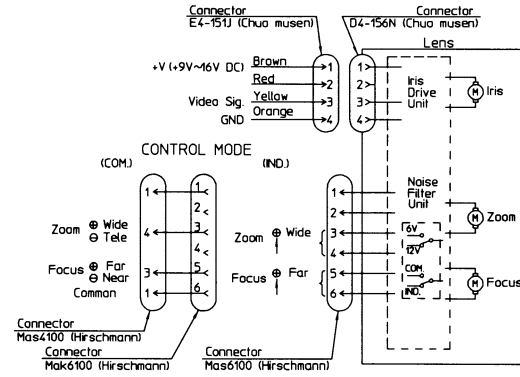 Connector
E4-151J (Chuo musen)
Connector
D4-156N (Chuo musen)
Lens
+V (+9V~16V DC) Brown 1 1
Red 2 2
Video Sig. Yellow 3 3
GND Orange 4 4
Iris
Drive
Unit
M Iris
CONTROL MODE
(COM.) (IND.)
Noise
Filter
Unit
1 1 1
2 2
Zoom ⊕ Wide
⊖ Tele
4 3
4
Zoom ⊕ Wide
3
4
6V
12V
M Zoom
Focus ⊕ Far
⊖ Near
3 5
Focus ⊕ Far
5
COM.
IND.
M Focus
Common 1 6 6
Connector
Mas4100 (Hirschmann)
Connector
Mak6100 (Hirschmann)
Connector
Mas6100 (Hirschmann)